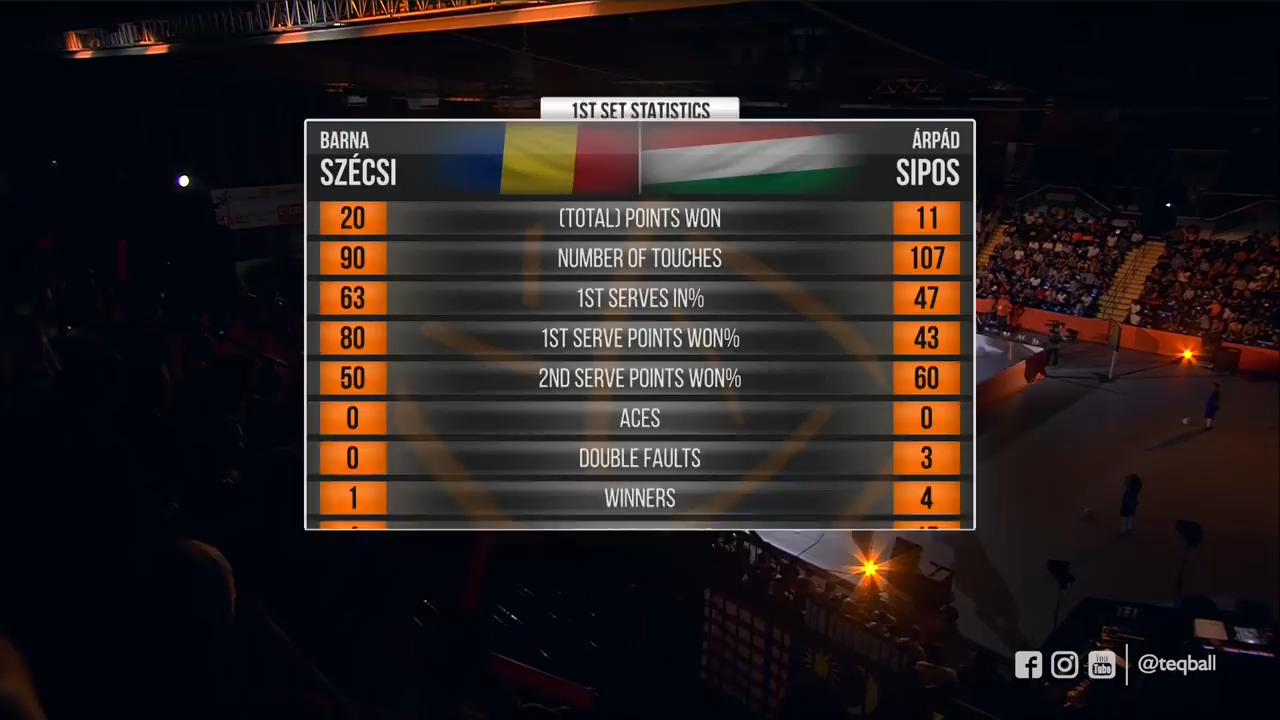 1ST SET STATISTICS
BARNA
SZÉCSI
ÁRPÁD
SIPOS
20 (TOTAL) POINTS WON 11
90 NUMBER OF TOUCHES 107
63 1ST SERVES IN% 47
80 1ST SERVE POINTS WON% 43
50 2ND SERVE POINTS WON% 60
0 ACES 0
0 DOUBLE FAULTS 3
1 WINNERS 4
You Tube
@teqball